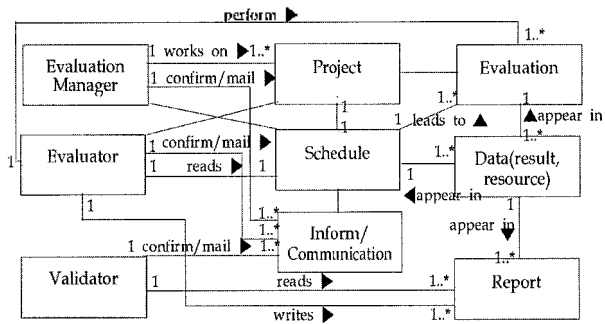 perform ▶
1..*
1 works on ▶ 1..*
Evaluation
Manager
1 confirm/mail ▶
Project
Evaluation
1..*
1
1
1
1 leads to ▲
▲ appear in
1..*
Evaluator
1
1 confirm/mail ▶
1 reads ▶ 1
1
Schedule
1..*
1
Data(result,
resource)
1
◀ appear in
1
appear in
▼
1..*
1..*
1 confirm/mail ▶ 1..*
Inform/
Communication
1..*
Validator
1
reads ▶
1..*
Report
writes ▶
1..*